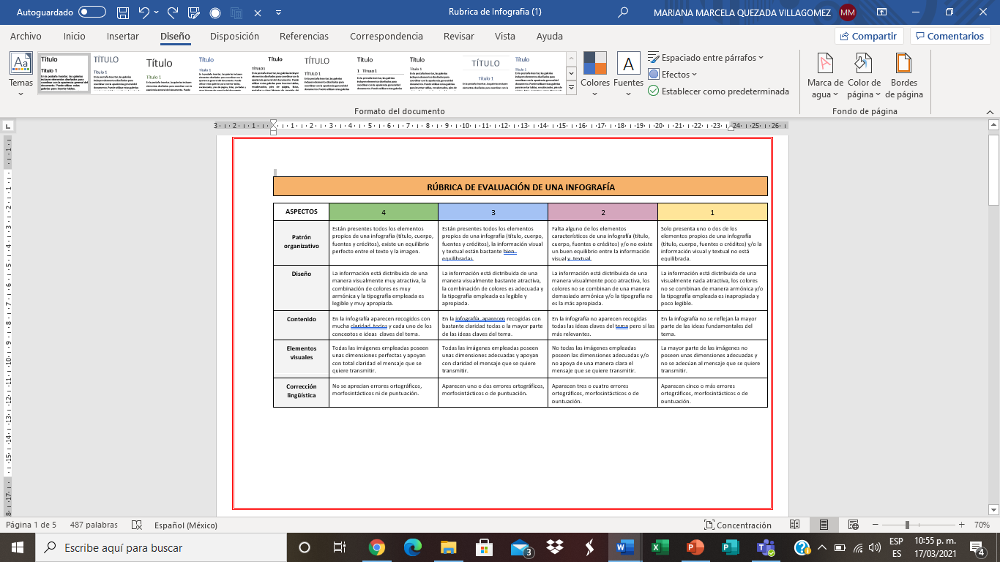 Autoguardado
Rubrica de Infografia (1)
MARIANA MARCELA QUEZADA VILLAGOMEZ
MM
Archivo Inicio Insertar Diseño Disposición Referencias Correspondencia Revisar Vista Ayuda
Compartir
Comentarios
Temas
Título
Título 1
TÍTULO
Título 1
Título
Título 1
Título
Título 1
Título
TÍTULO 1
TÍTULO
TÍTULO 1
Título
1 Título 1
Título
Título 1
TÍTULO
Título 1
Título
Título 1
Colores
Fuentes
Espaciado entre párrafos
Efectos
Establecer como predeterminada
Marca de agua
Color de página
Bordes de página
Formato del documento
Fondo de página
RÚBRICA DE EVALUACIÓN DE UNA INFOGRAFÍA
ASPECTOS 4 3 2 1
Patrón
organizativo
Están presentes todos los elementos
propios de una infografía (título, cuerpo,
fuentes y créditos), existe un equilibrio
perfecto entre el texto y la imagen.
Están presentes todos los elementos
propios de una infografía (título, cuerpo,
fuentes y créditos), la información visual
y textual están bastante bien
equilibradas.
Falta alguno de los elementos
característicos de una infografía (título,
cuerpo, fuentes o créditos) y/o no existe
un buen equilibrio entre la información
visual y textual.
Solo presenta uno o dos de los
elementos propios de una infografía
(título, cuerpo, fuentes o créditos) y/o la
información visual y textual no está
equilibrada.
Diseño
La información está distribuida de una
manera visualmente muy atractiva, la
combinación de colores es muy
armónica y la tipografía empleada es
legible y muy apropiada.
La información está distribuida de una
manera visualmente bastante atractiva,
la combinación de colores es adecuada y
la tipografía empleada es legible y
apropiada.
La información está distribuida de una
manera visualmente poco atractiva, los
colores no se combinan de una manera
demasiado armónica y/o la tipografía no
es la más apropiada.
La información está distribuida de una
visualmente nada atractiva, los colores
no se combinan de manera armónica y/o
la tipografía empleada es inapropiada y
poco legible.
Contenido
En la infografía aparecen recogidos con
mucha claridad todos y cada uno de los
conceptos e ideas claves del tema.
En la infografía aparecen recogidas con
bastante claridad todas o la mayor parte
de las ideas claves del tema.
En la infografía no aparecen recogidas
todas las ideas claves del tema pero sí las
más relevantes.
En la infografía no se reflejan la mayor
parte de las ideas fundamentales del
tema.
Elementos
visuales
Todas las imágenes empleadas poseen
unas dimensiones perfectas y apoyan
con total claridad el mensaje que se
quiere transmitir.
Todas las imágenes empleadas poseen
unas dimensiones adecuadas y apoyan
con claridad el mensaje que se quiere
transmitir.
No todas las imágenes empleadas
poseen las dimensiones adecuadas y/o
no apoya de una manera clara el
mensaje que se quiere transmitir.
La mayor parte de las imágenes no
poseen unas dimensiones adecuadas y
no se adecúan al mensaje que se quiere
transmitir.
Corrección
lingüística
No se aprecian errores ortográficos,
morfosintácticos ni de puntuación.
Aparecen uno o dos errores ortográficos,
morfosintácticos o de puntuación.
Aparecen tres o cuatro errores
ortográficos, morfosintácticos o de
puntuación.
Aparecen cinco o más errores
ortográficos, morfosintácticos o de
puntuación.
Página 1 de 5 487 palabras Español (México)
Concentración
70%
Escribe aquí para buscar
3
ESP
ES
10:55 p. m.
17/03/2021
4